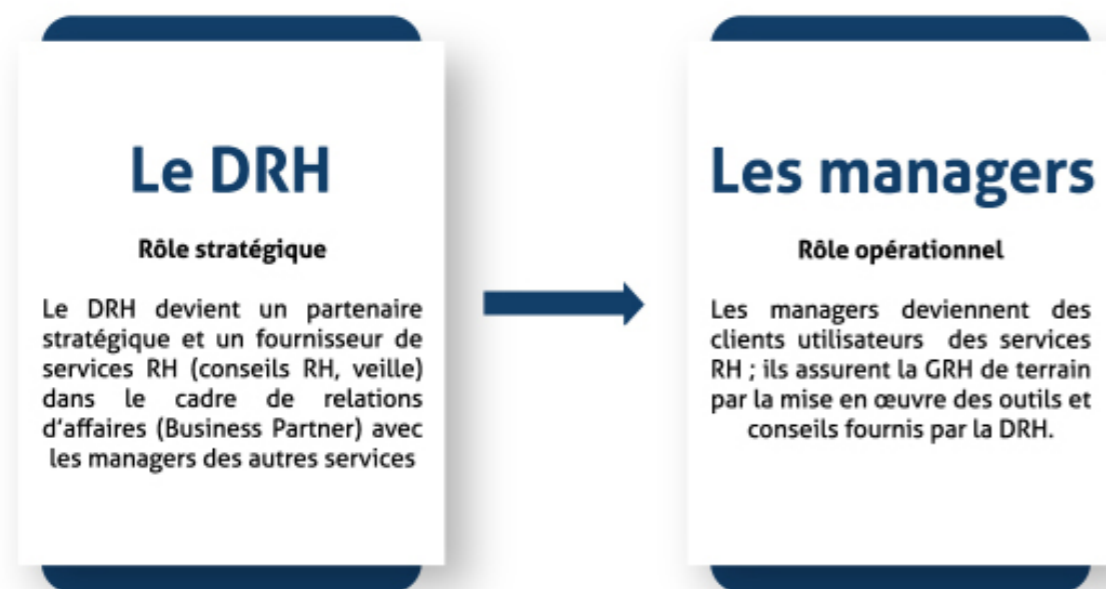 Le DRH
Rôle stratégique
Le DRH devient un partenaire
stratégique et un fournisseur de
services RH (conseils RH, veille)
dans le cadre de relations
d'affaires (Business Partner) avec
les managers des autres services
Les managers
Rôle opérationnel
Les managers deviennent des
clients utilisateurs des services
RH ; ils assurent la GRH de terrain
par la mise en œuvre des outils et
conseils fournis par la DRH.